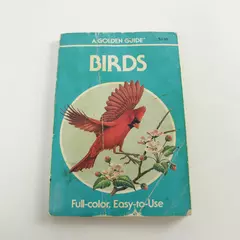 A GOLDEN GUIDE®
BIRDS
Full-color, Easy-to-Use